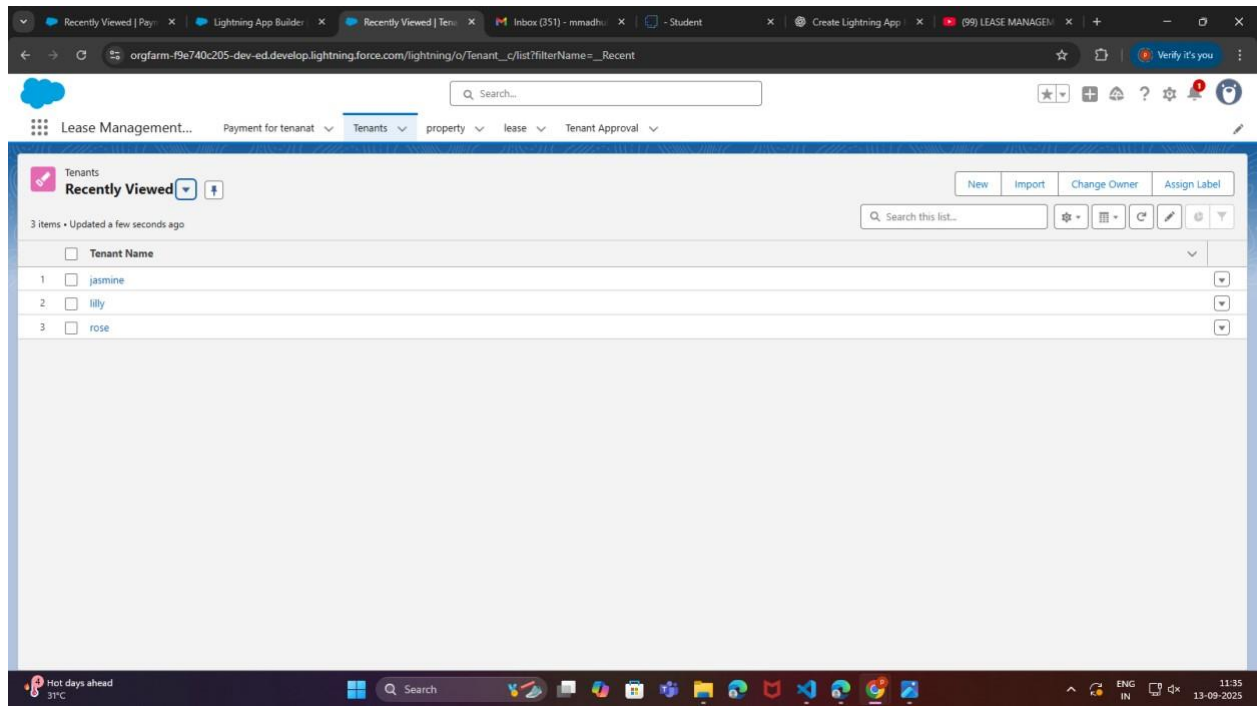 Recently Viewed | Pay
Lightning App Builder
Recently Viewed | Ten
Inbox (351) - mmadhu
- Student
Create Lightning App
(99) LEASE MANAGEM
orgfarm-f9e740c205-dev-ed.develop.lightning.force.com/lightning/o/Tenant__c/list?filterName=__Recent
Verify it's you
Search...
1
Lease Management...
Payment for tenanat
Tenants
property
lease
Tenant Approval
Tenants
Recently Viewed
New
Import
Change Owner
Assign Label
3 items • Updated a few seconds ago
Search this list...
Tenant Name
1 jasmine
2 lilly
3 rose
4
Hot days ahead
31°C
Search
ENG
IN
11:35
13-09-2025